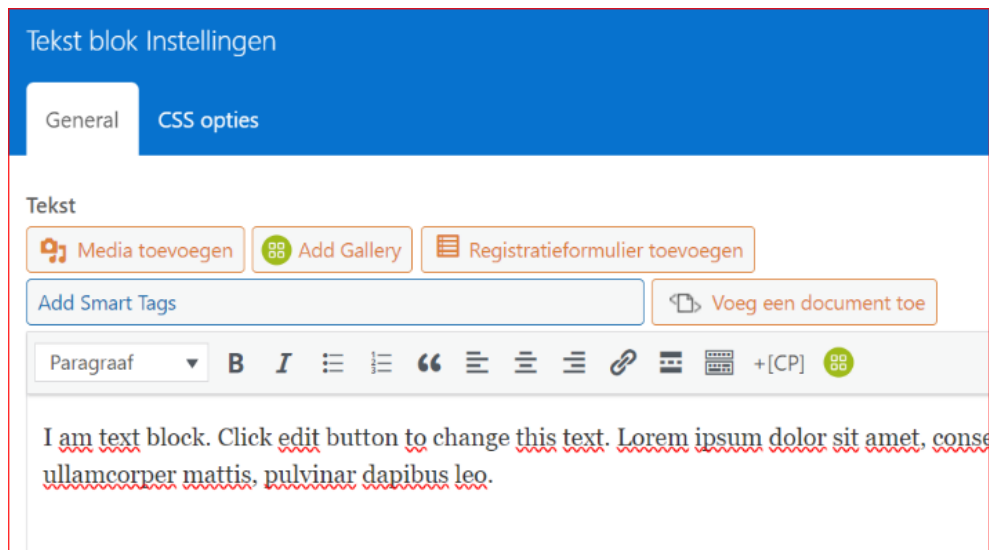 Tekst blok Instellingen
General CSS opties
Tekst
Media toevoegen Add Gallery Registratieformulier toevoegen
Add Smart Tags Voeg een document toe
Paragraaf B I +[CP]
I am text block. Click edit button to change this text. Lorem ipsum dolor sit amet, conse
ullamcorper mattis, pulvinar dapibus leo.